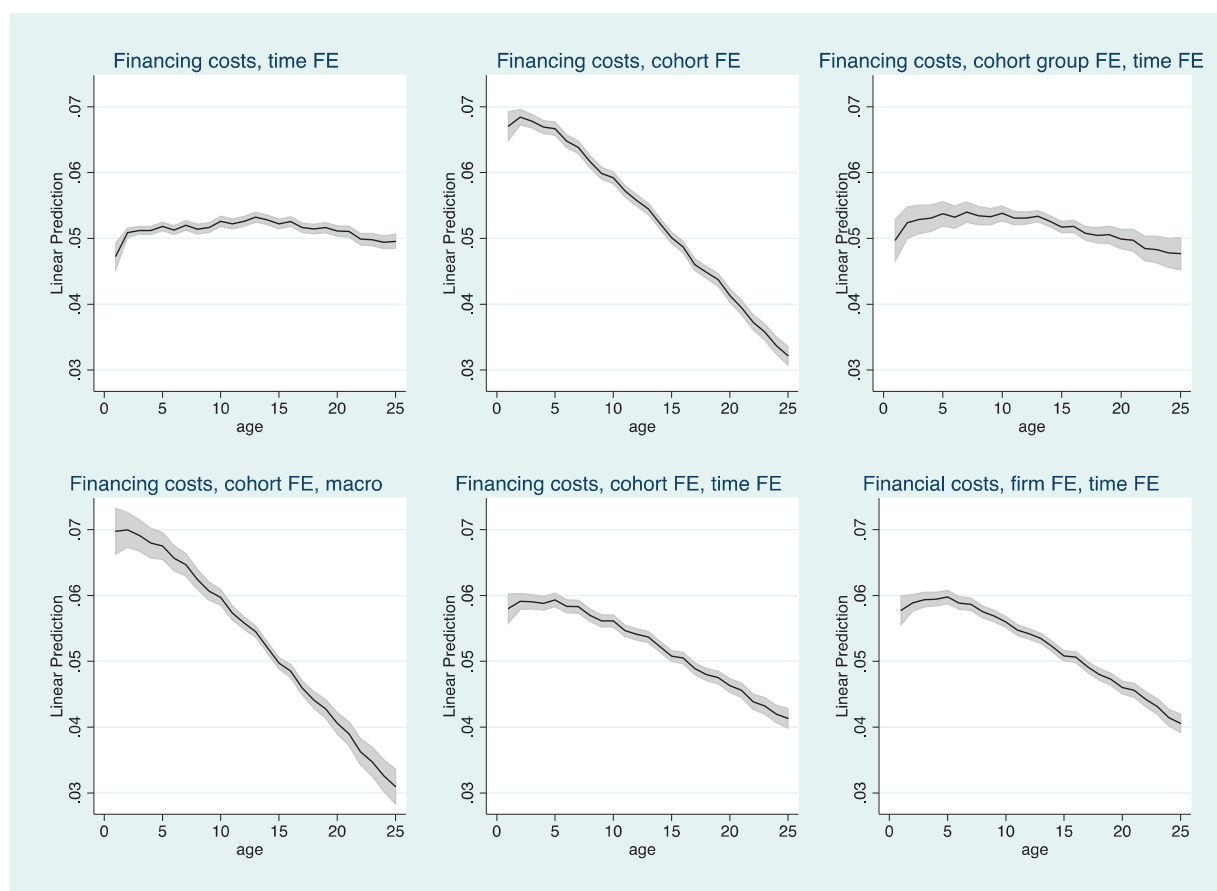 Financing costs, time FE
Linear Prediction
.07
.06
.05
.04
.03
0 5 10 15 20 25
age
Financing costs, cohort FE
Linear Prediction
.07
.06
.05
.04
.03
0 5 10 15 20 25
age
Financing costs, cohort group FE, time FE
Linear Prediction
.07
.06
.05
.04
.03
0 5 10 15 20 25
age
Financing costs, cohort FE, macro
Linear Prediction
.07
.06
.05
.04
.03
0 5 10 15 20 25
age
Financing costs, cohort FE, time FE
Linear Prediction
.07
.06
.05
.04
.03
0 5 10 15 20 25
age
Financial costs, firm FE, time FE
Linear Prediction
.07
.06
.05
.04
.03
0 5 10 15 20 25
age